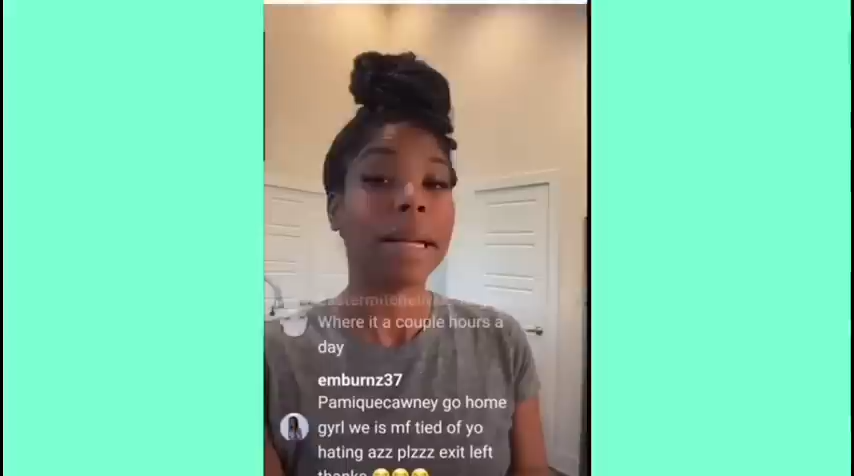 Where it a couple hours a
day
emburnz37
Pamiquecawney go home
gyrl we is mf tied of yo
hating azz plzzz exit left
thanks 😂😂😂